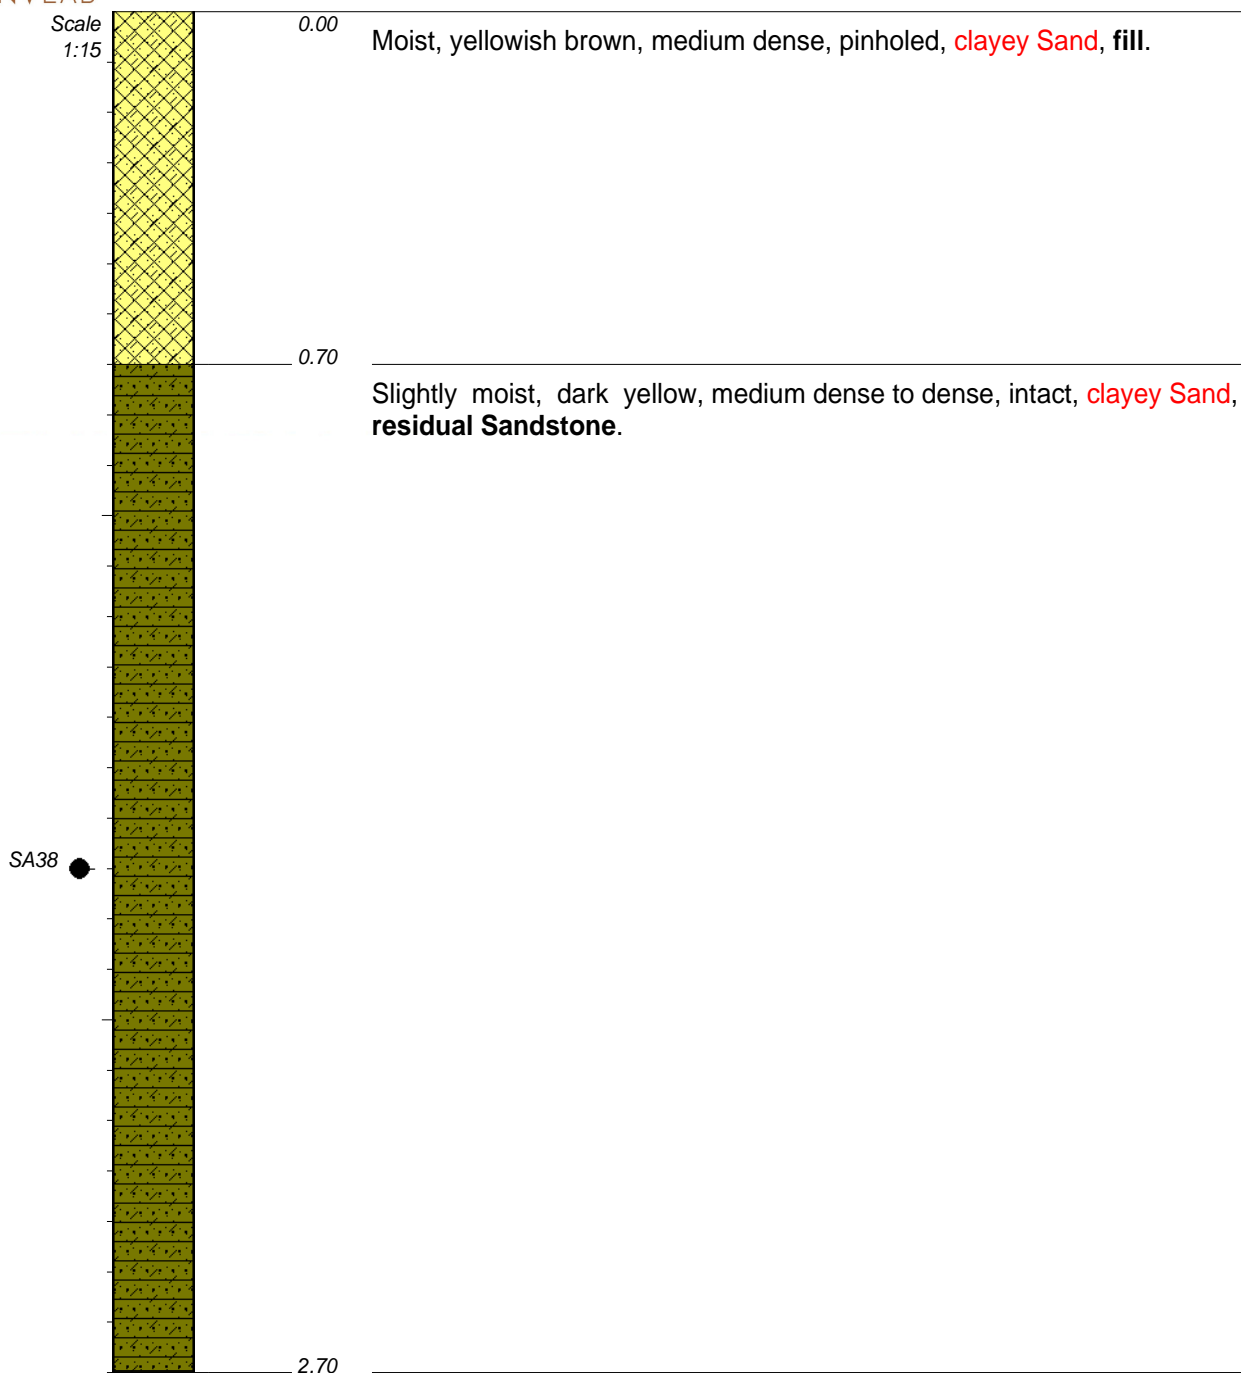 Scale
1:15
0.00
Moist, yellowish brown, medium dense, pinholed, clayey Sand, fill.
0.70
Slightly moist, dark yellow, medium dense to dense, intact, clayey Sand,
residual Sandstone.
SA38
2.70